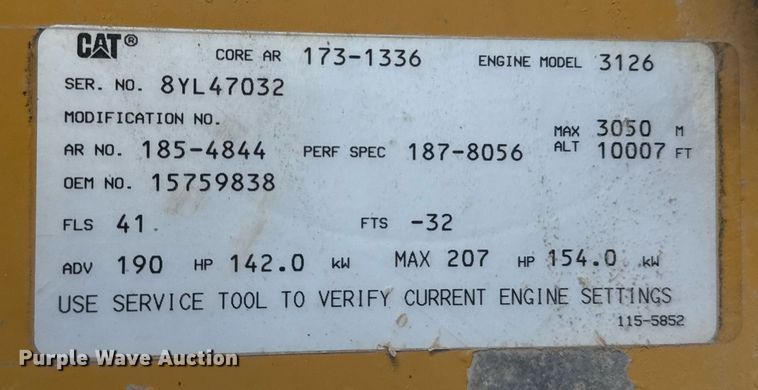 CAT® CORE AR 173-1336 ENGINE MODEL 3126
SER. NO. 8YL47032
MODIFICATION NO.
AR NO. 185-4844 PERF SPEC 187-8056 MAX ALT 3050 M 10007 FT
OEM NO. 15759838
FLS 41 FTS -32
ADV 190 HP 142.0 kW MAX 207 HP 154.0 kW
USE SERVICE TOOL TO VERIFY CURRENT ENGINE SETTINGS
115-5852
Purple Wave Auction